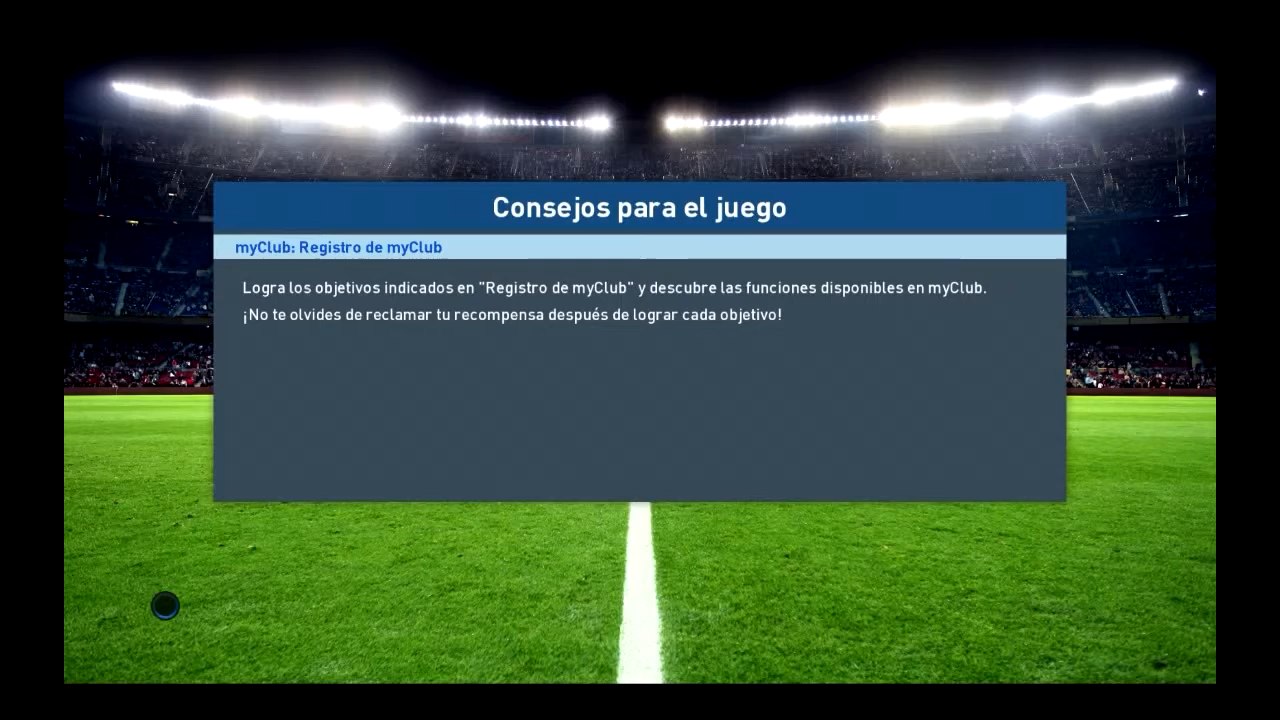 Consejos para el juego
myClub: Registro de myClub
Logra los objetivos indicados en "Registro de myClub" y descubre las funciones disponibles en myClub.
¡No te olvides de reclamar tu recompensa después de lograr cada objetivo!